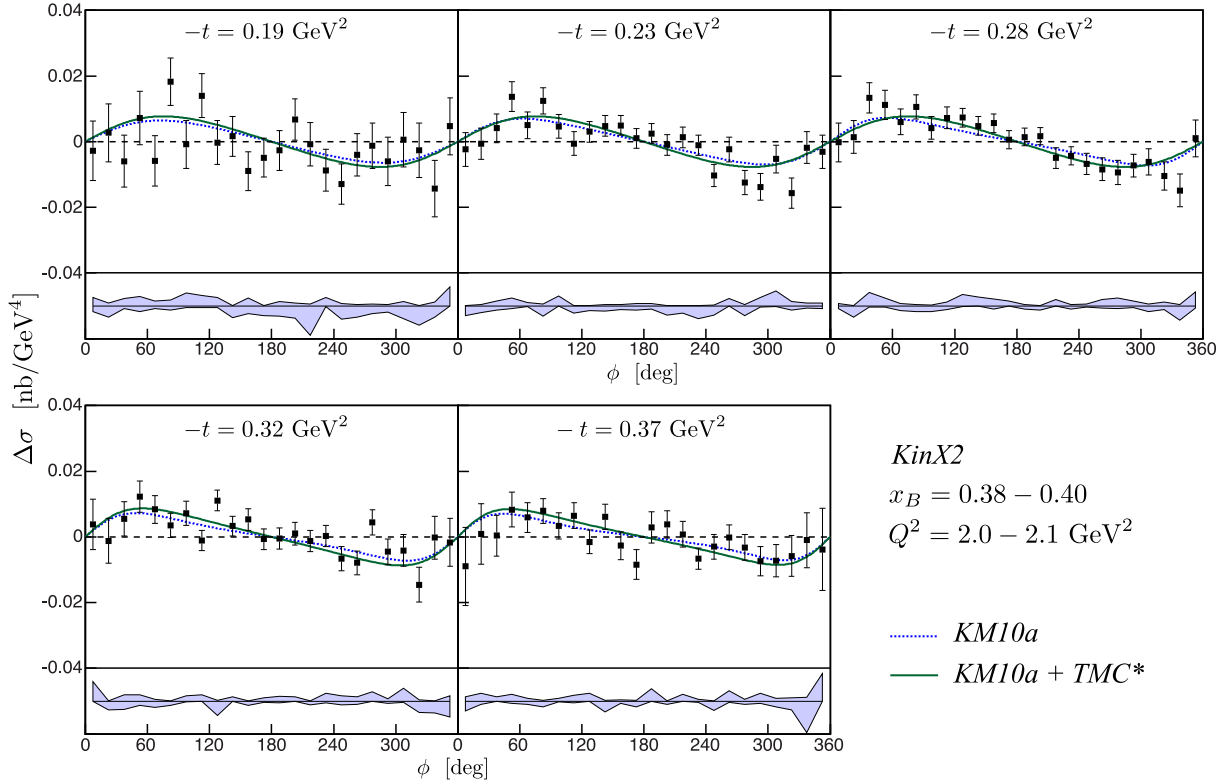 −t = 0.19 GeV² −t = 0.23 GeV² −t = 0.28 GeV²
0.04
0.02
0
-0.02
-0.04
0 60 120 180 240 300 0 60 120 180 240 300 0 60 120 180 240 300 360
ϕ [deg] ϕ [deg]
Δσ [nb/GeV⁴]
−t = 0.32 GeV² − t = 0.37 GeV²
0.04
0.02
0
-0.02
-0.04
0 60 120 180 240 300 0 60 120 180 240 300 360
ϕ [deg]
KinX2
x_B = 0.38 − 0.40
Q² = 2.0 − 2.1 GeV²
KM10a
KM10a + TMC*